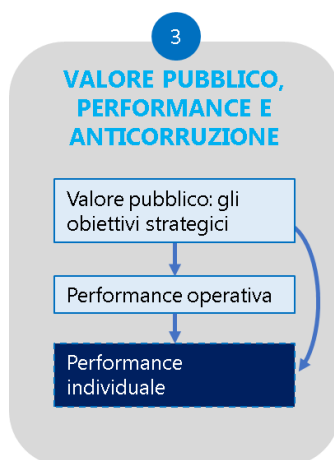 3
VALORE PUBBLICO,
PERFORMANCE E
ANTICORRUZIONE
Valore pubblico: gli
obiettivi strategici
Performance operativa
Performance
individuale